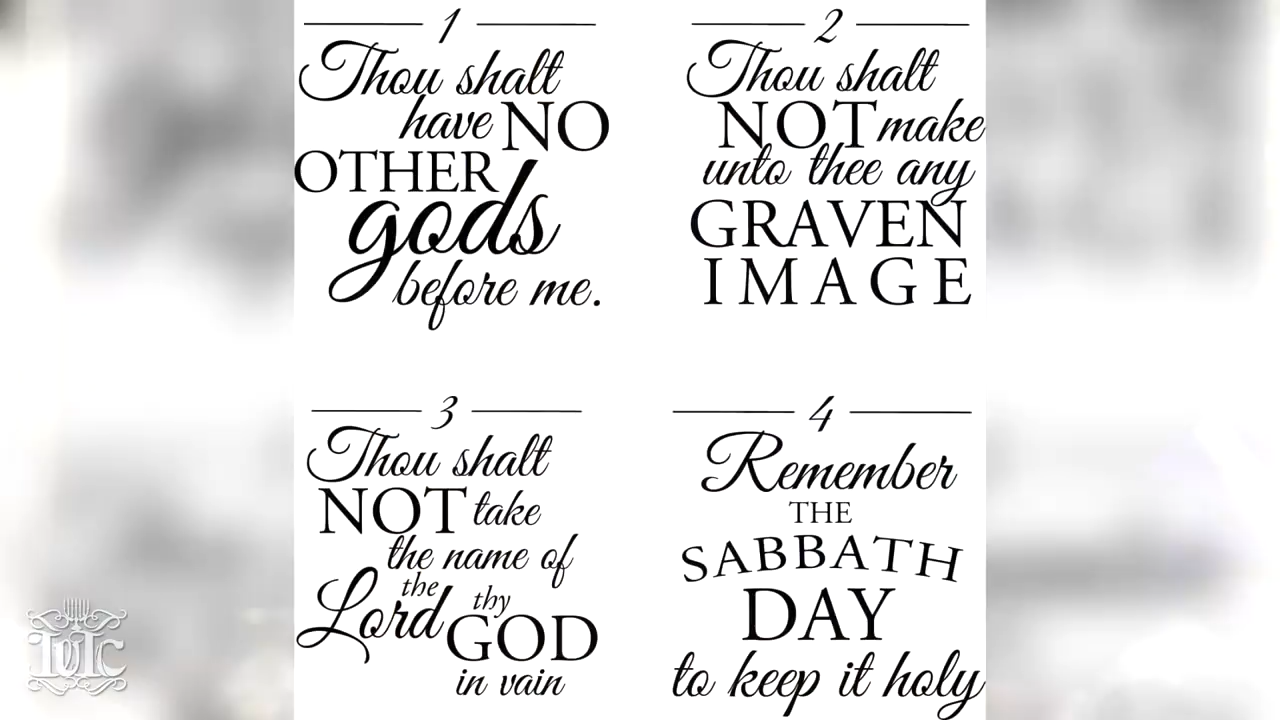 1
Thou shalt
have NO
OTHER
gods
before me.
2
Thou shalt
NOT make
unto thee any
GRAVEN
IMAGE
3
Thou shalt
NOT take
the name of
the
Lord thy
GOD
in vain
4
Remember
THE
SABBATH
DAY
to keep it holy
IUIC